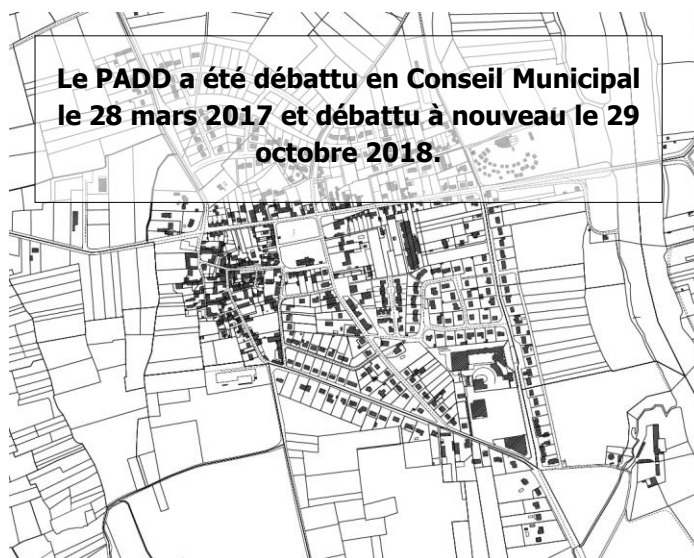 Le PADD a été débattu en Conseil Municipal
le 28 mars 2017 et débattu à nouveau le 29
octobre 2018.